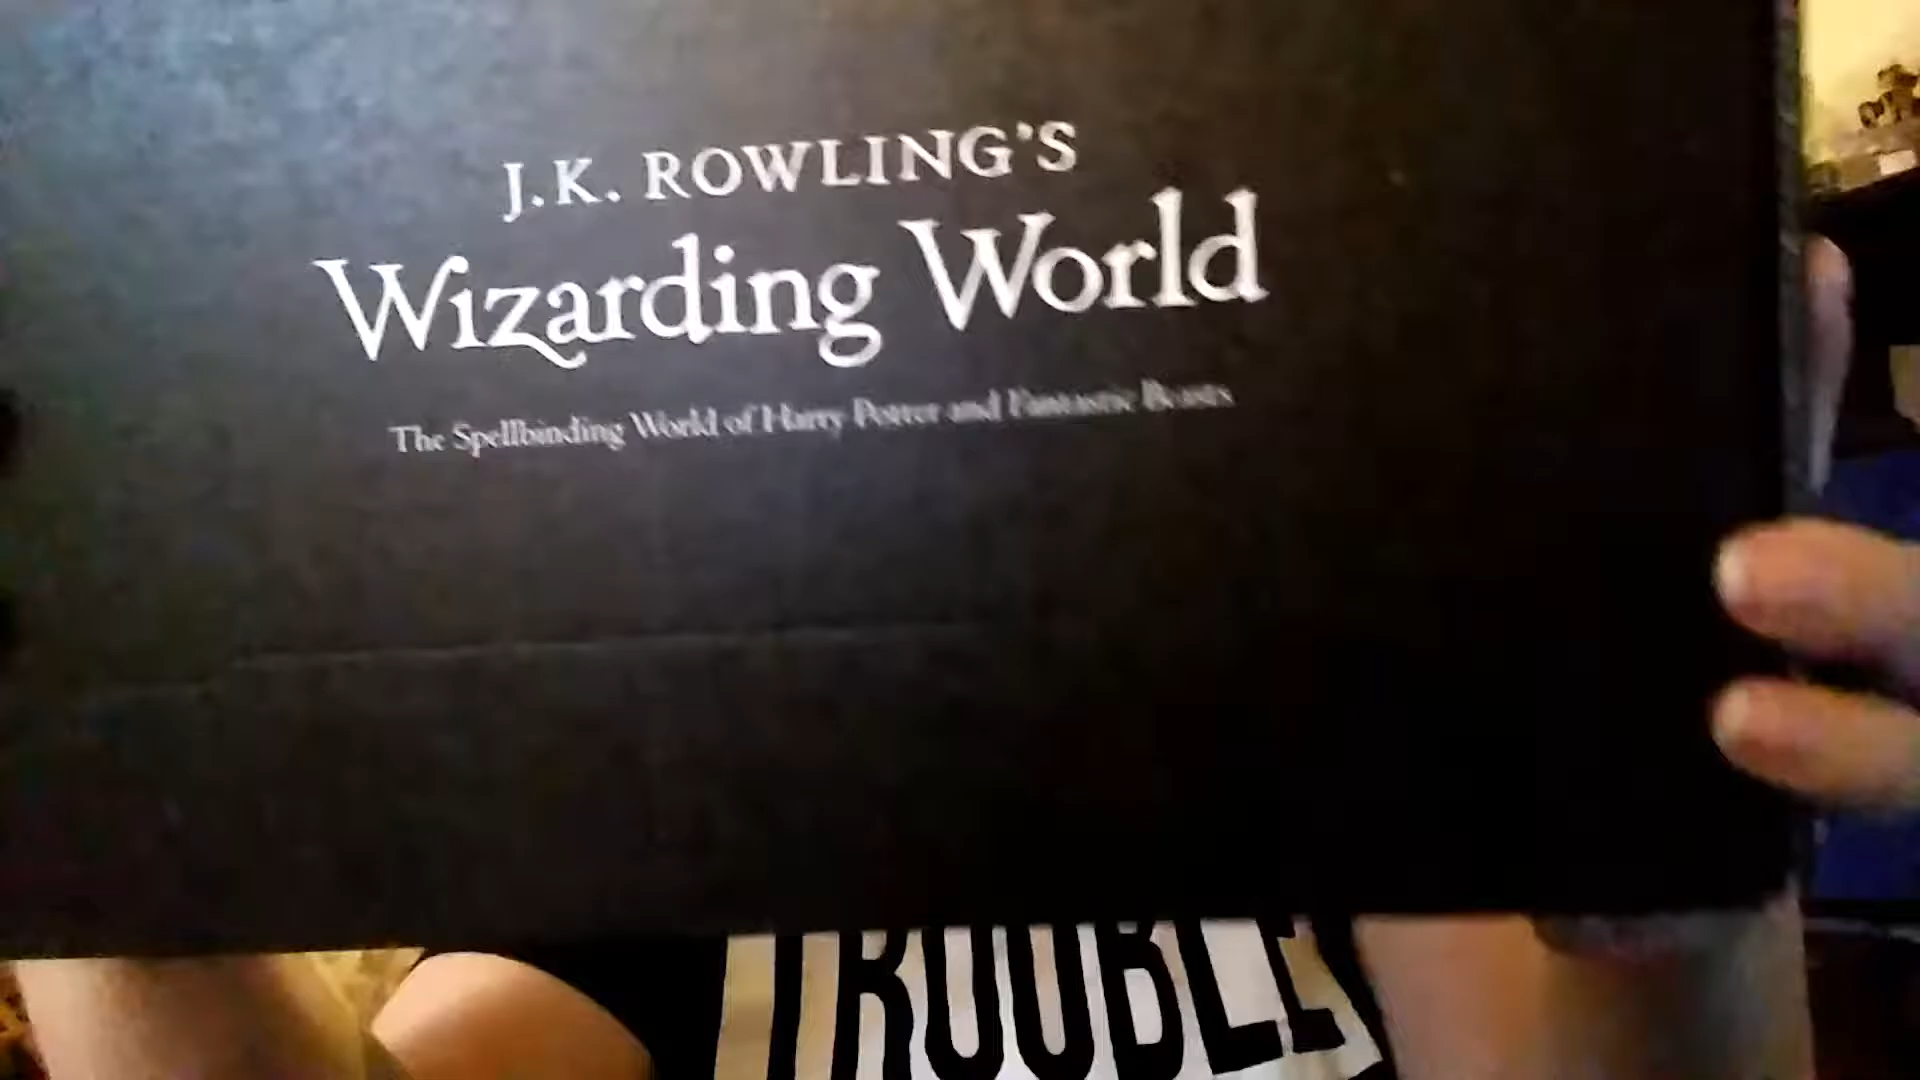 J.K. ROWLING'S
Wizarding World
The Spellbinding World of Harry Potter and Fantastic Beasts
TROUBLE